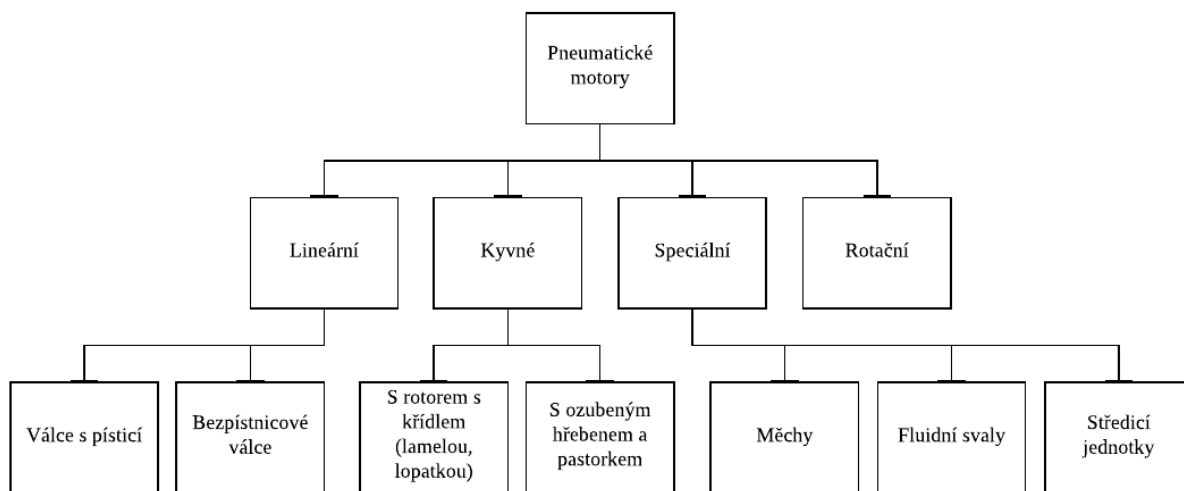 Pneumatické
motory
Lineární
Kyvné
Speciální
Rotační
Válce s písticí
Bezpístnicové
válce
S rotorem s
křídlem
(lamelou,
lopatkou)
S ozubeným
hřebenem a
pastorkem
Měchy
Fluidní svaly
Středicí
jednotky